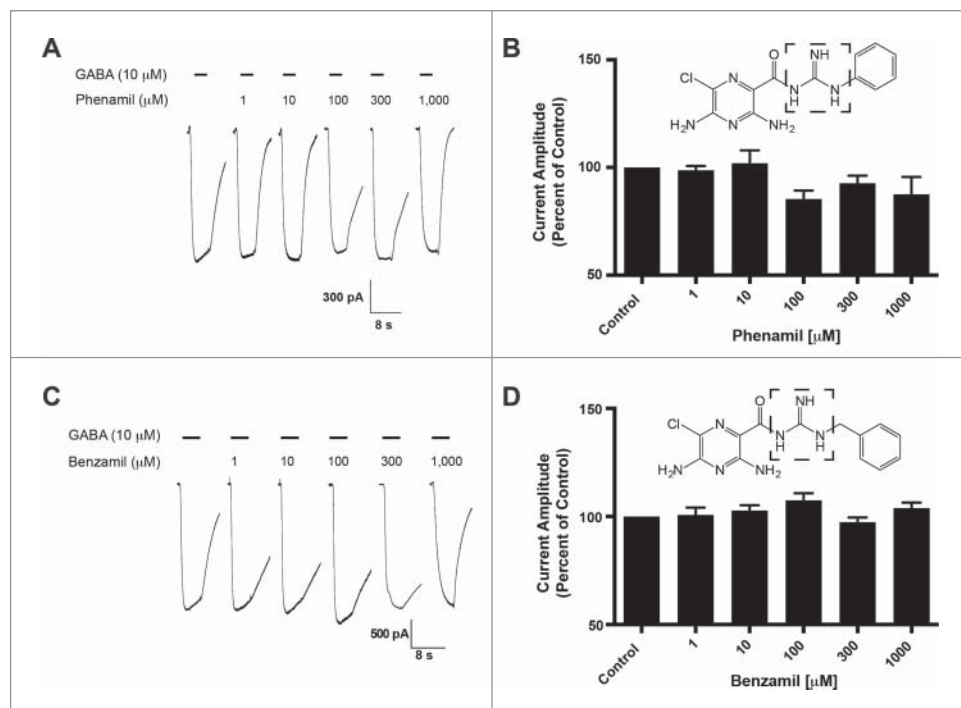 A
GABA (10 μM)
Phenamil (μM) 1 10 100 300 1,000
300 pA
8 s
B
150
100
50
Current Amplitude
(Percent of Control)
O
NH
Cl
N
N
H
N
H
H₂N
N
NH₂
Control 1 10 100 300 1000
Phenamil [μM]
C
GABA (10 μM)
Benzamil (μM) 1 10 100 300 1,000
500 pA
8 s
D
150
100
50
Current Amplitude
(Percent of Control)
O
NH
Cl
N
N
H
N
H
H₂N
N
NH₂
Control 1 10 100 300 1000
Benzamil [μM]